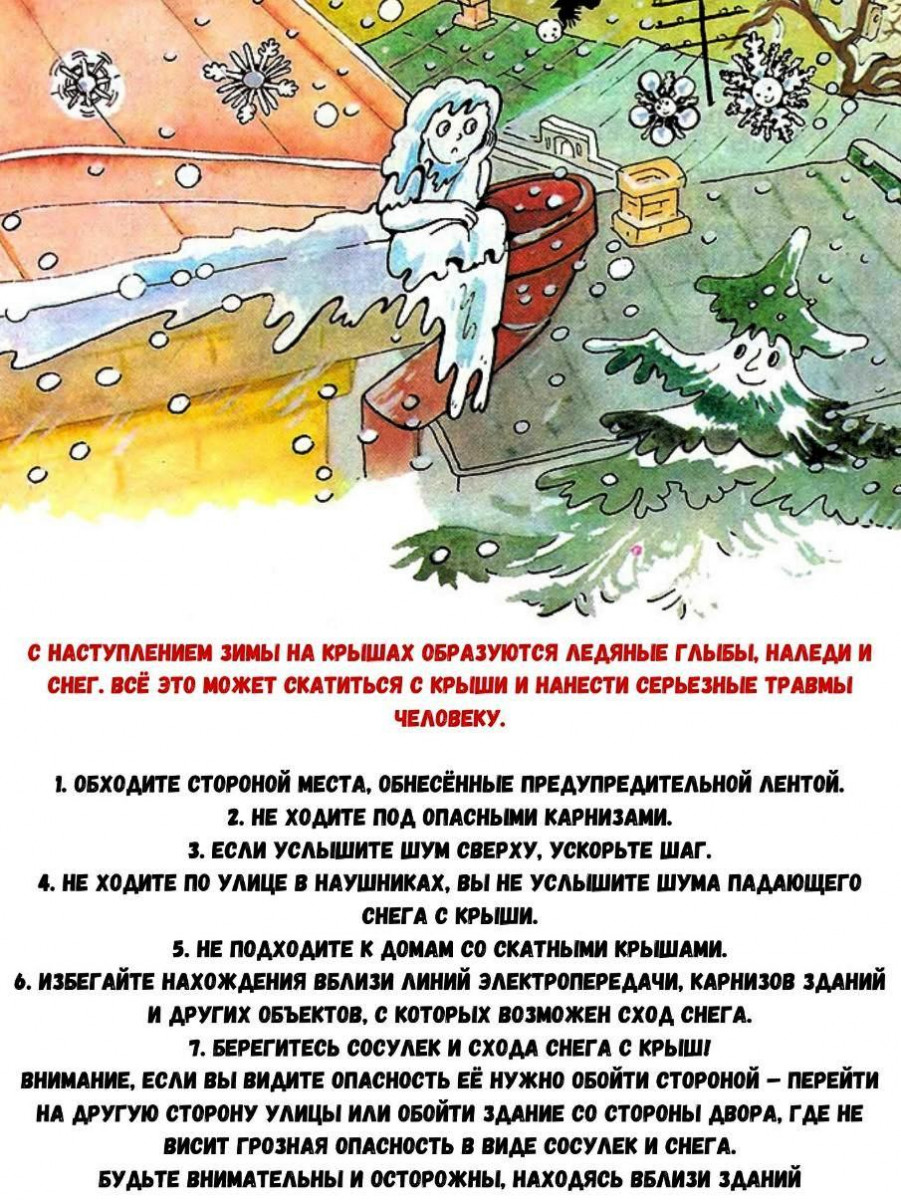 С НАСТУПЛЕНИЕМ ЗИМЫ НА КРЫШАХ ОБРАЗУЮТСЯ ЛЕДЯНЫЕ ГЛЫБЫ, НАЛЕДИ И
СНЕГ. ВСЁ ЭТО МОЖЕТ СКАТИТЬСЯ С КРЫШИ И НАНЕСТИ СЕРЬЕЗНЫЕ ТРАВМЫ
ЧЕЛОВЕКУ.
1. ОБХОДИТЕ СТОРОНОЙ МЕСТА, ОБНЕСЁННЫЕ ПРЕДУПРЕДИТЕЛЬНОЙ ЛЕНТОЙ.
2. НЕ ХОДИТЕ ПОД ОПАСНЫМИ КАРНИЗАМИ.
3. ЕСЛИ УСЛЫШИТЕ ШУМ СВЕРХУ, УСКОРЬТЕ ШАГ.
4. НЕ ХОДИТЕ ПО УЛИЦЕ В НАУШНИКАХ, ВЫ НЕ УСЛЫШИТЕ ШУМА ПАДАЮЩЕГО
СНЕГА С КРЫШИ.
5. НЕ ПОДХОДИТЕ К ДОМАМ СО СКАТНЫМИ КРЫШАМИ.
6. ИЗБЕГАЙТЕ НАХОЖДЕНИЯ ВБЛИЗИ ЛИНИЙ ЭЛЕКТРОПЕРЕДАЧИ, КАРНИЗОВ ЗДАНИЙ
И ДРУГИХ ОБЪЕКТОВ, С КОТОРЫХ ВОЗМОЖЕН СХОД СНЕГА.
7. БЕРЕГИТЕСЬ СОСУЛЕК И СХОДА СНЕГА С КРЫШ!
ВНИМАНИЕ, ЕСЛИ ВЫ ВИДИТЕ ОПАСНОСТЬ ЕЁ НУЖНО ОБОЙТИ СТОРОНОЙ – ПЕРЕЙТИ
НА ДРУГУЮ СТОРОНУ УЛИЦЫ ИЛИ ОБОЙТИ ЗДАНИЕ СО СТОРОНЫ ДВОРА, ГДЕ НЕ
ВИСИТ ГРОЗНАЯ ОПАСНОСТЬ В ВИДЕ СОСУЛЕК И СНЕГА.
БУДЬТЕ ВНИМАТЕЛЬНЫ И ОСТОРОЖНЫ, НАХОДЯСЬ ВБЛИЗИ ЗДАНИЙ